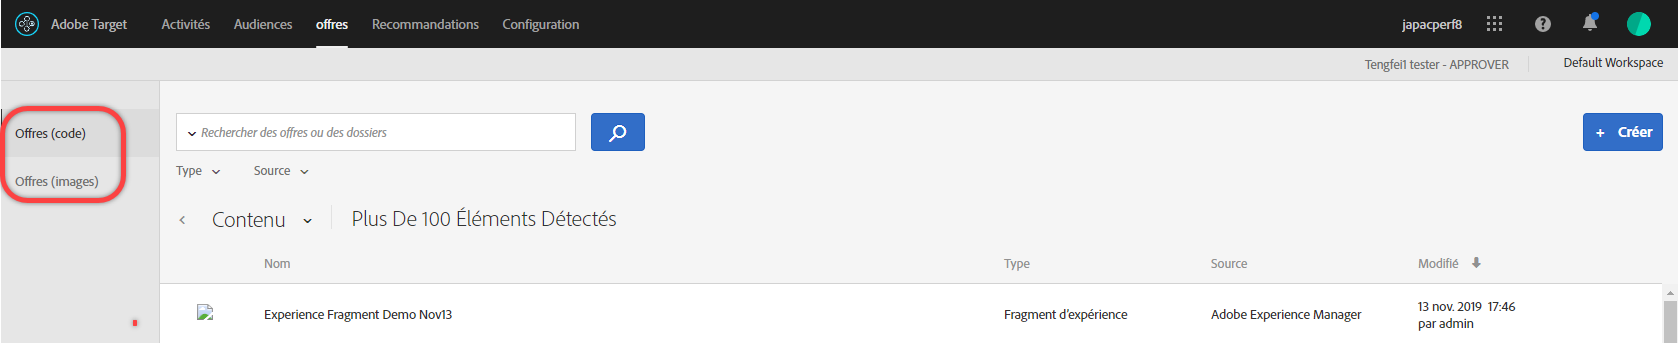 Adobe Target Activités Audiences offres Recommandations Configuration japacperf8
Tengfei1 tester - APPROVER Default Workspace
Offres (code)
Offres (images)
Rechercher des offres ou des dossiers
+ Créer
Type Source
Contenu Plus De 100 Éléments Détectés
Nom Type Source Modifié
Experience Fragment Demo Nov13 Fragment d'expérience Adobe Experience Manager 13 nov. 2019 17:46
par admin